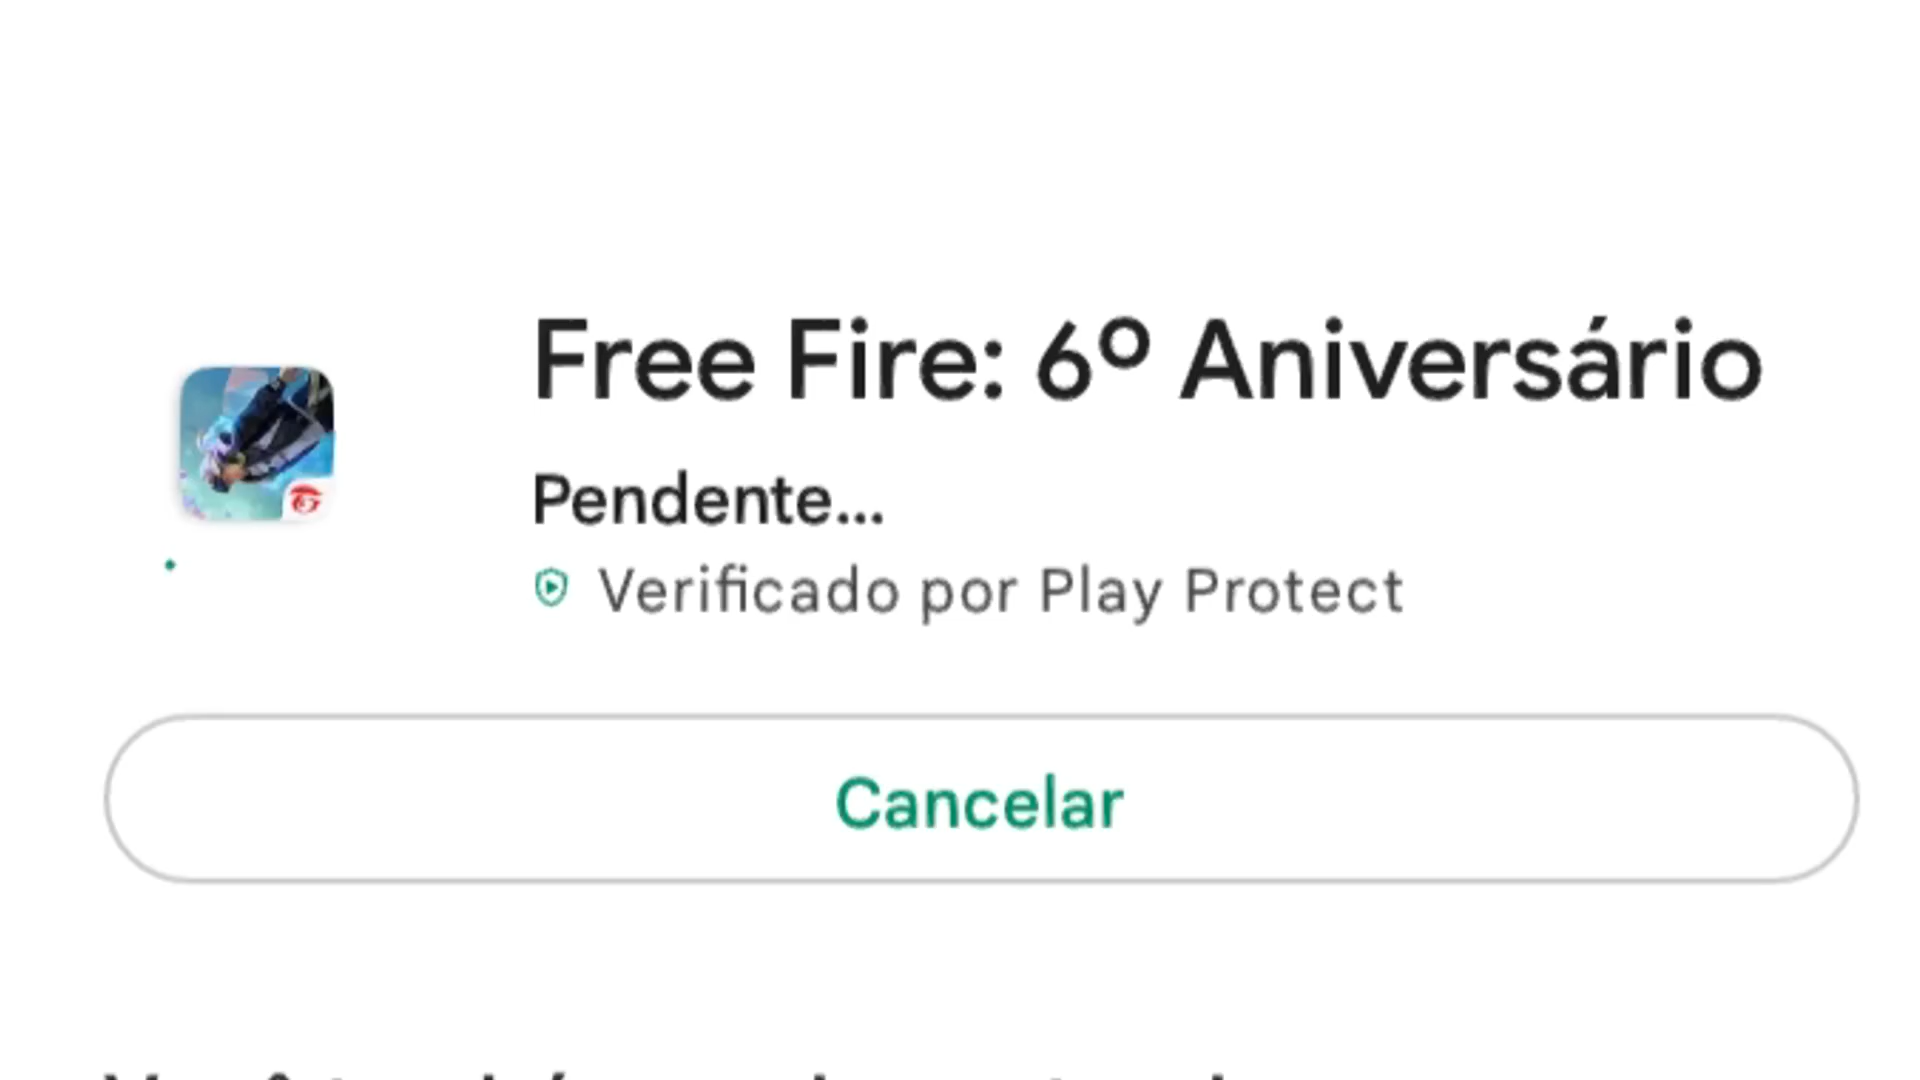 Free Fire: 6º Aniversário
Pendente...
Verificado por Play Protect
Cancelar